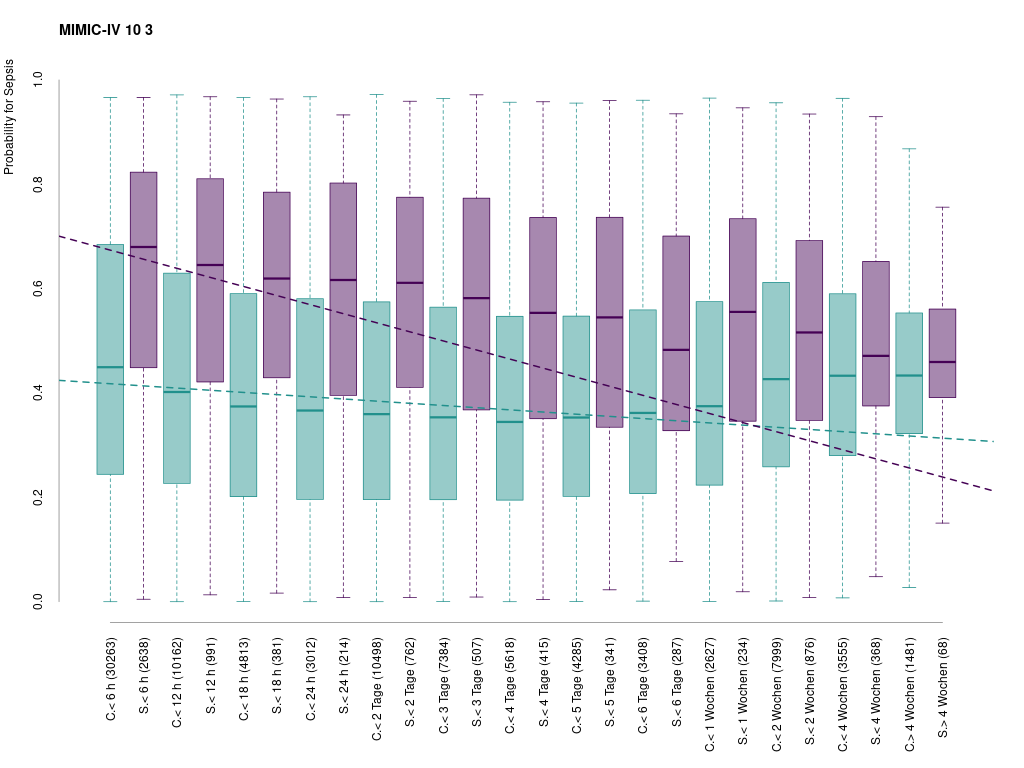 MIMIC-IV 10 3
Probability for Sepsis
1.0
0.8
0.6
0.4
0.2
0.0
C.< 6 h (30263)
S.< 6 h (2638)
C.< 12 h (10162)
S.< 12 h (991)
C.< 18 h (4813)
S.< 18 h (381)
C.< 24 h (3012)
S.< 24 h (214)
C.< 2 Tage (10498)
S.< 2 Tage (762)
C.< 3 Tage (7384)
S.< 3 Tage (507)
C.< 4 Tage (5618)
S.< 4 Tage (415)
C.< 5 Tage (4285)
S.< 5 Tage (341)
C.< 6 Tage (3408)
S.< 6 Tage (287)
C.< 1 Wochen (2627)
S.< 1 Wochen (234)
C.< 2 Wochen (7999)
S.< 2 Wochen (876)
C.< 4 Wochen (3555)
S.< 4 Wochen (368)
C.> 4 Wochen (1481)
S.> 4 Wochen (68)